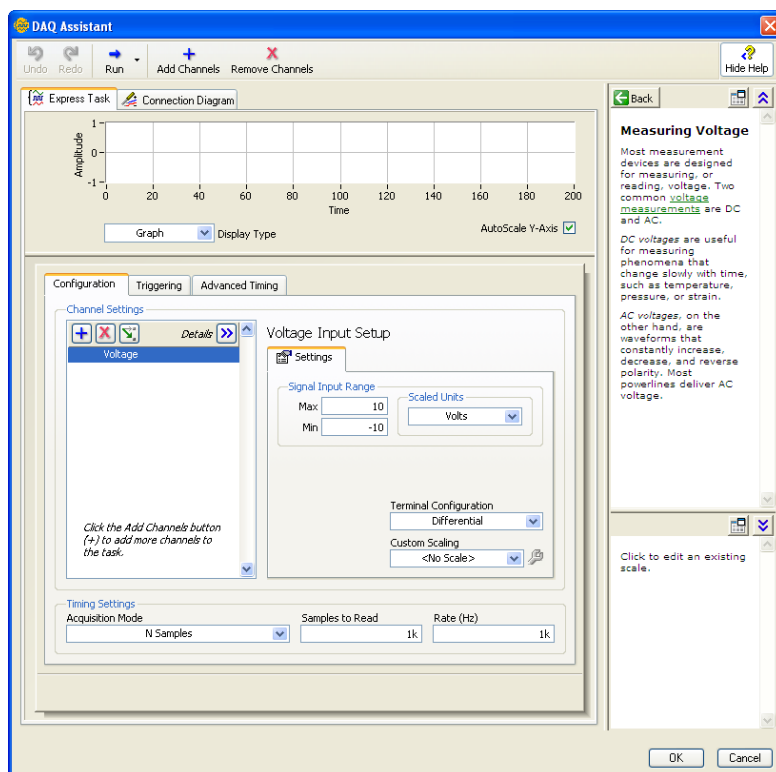 DAQ Assistant
Undo Redo Run Add Channels Remove Channels Hide Help
Express Task Connection Diagram
Amplitude
1
0
-1
0 20 40 60 80 100 120 140 160 180 200
Time
Graph Display Type AutoScale Y-Axis
Configuration Triggering Advanced Timing
Channel Settings
Details
Voltage
Click the Add Channels button
(+) to add more channels to
the task.
Voltage Input Setup
Settings
Signal Input Range
Max 10
Min -10
Scaled Units
Volts
Terminal Configuration
Differential
Custom Scaling
<No Scale>
Timing Settings
Acquisition Mode Samples to Read Rate (Hz)
N Samples 1k 1k
Back
Measuring Voltage
Most measurement
devices are designed
for measuring, or
reading, voltage. Two
common voltage
measurements are DC
and AC.
DC voltages are useful
for measuring
phenomena that
change slowly with time,
such as temperature,
pressure, or strain.
AC voltages, on the
other hand, are
waveforms that
constantly increase,
decrease, and reverse
polarity. Most
powerlines deliver AC
voltage.
Click to edit an existing
scale.
OK Cancel